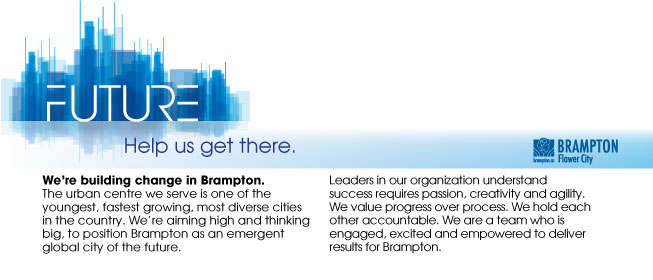 FUTURE
Help us get there.
brampton.ca
BRAMPTON
Flower City
We're building change in Brampton.
The urban centre we serve is one of the
youngest, fastest growing, most diverse cities
in the country. We're aiming high and thinking
big, to position Brampton as an emergent
global city of the future.
Leaders in our organization understand
success requires passion, creativity and agility.
We value progress over process. We hold each
other accountable. We are a team who is
engaged, excited and empowered to deliver
results for Brampton.